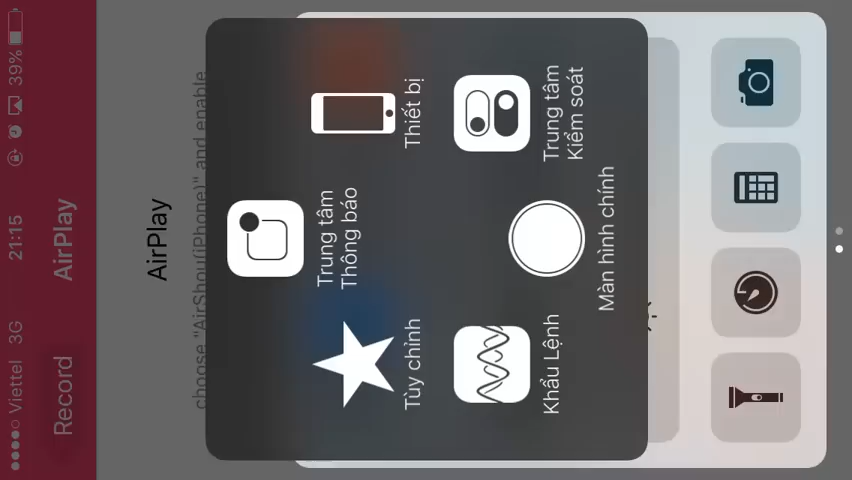 Viettel 3G 21:15 39%
Record AirPlay
AirPlay
choose "AirShou(iPhone)" and enable
Trung tâm
Thông báo
Tùy chỉnh
Thiết bị
Khẩu Lệnh
Trung tâm
Kiểm soát
Màn hình chính